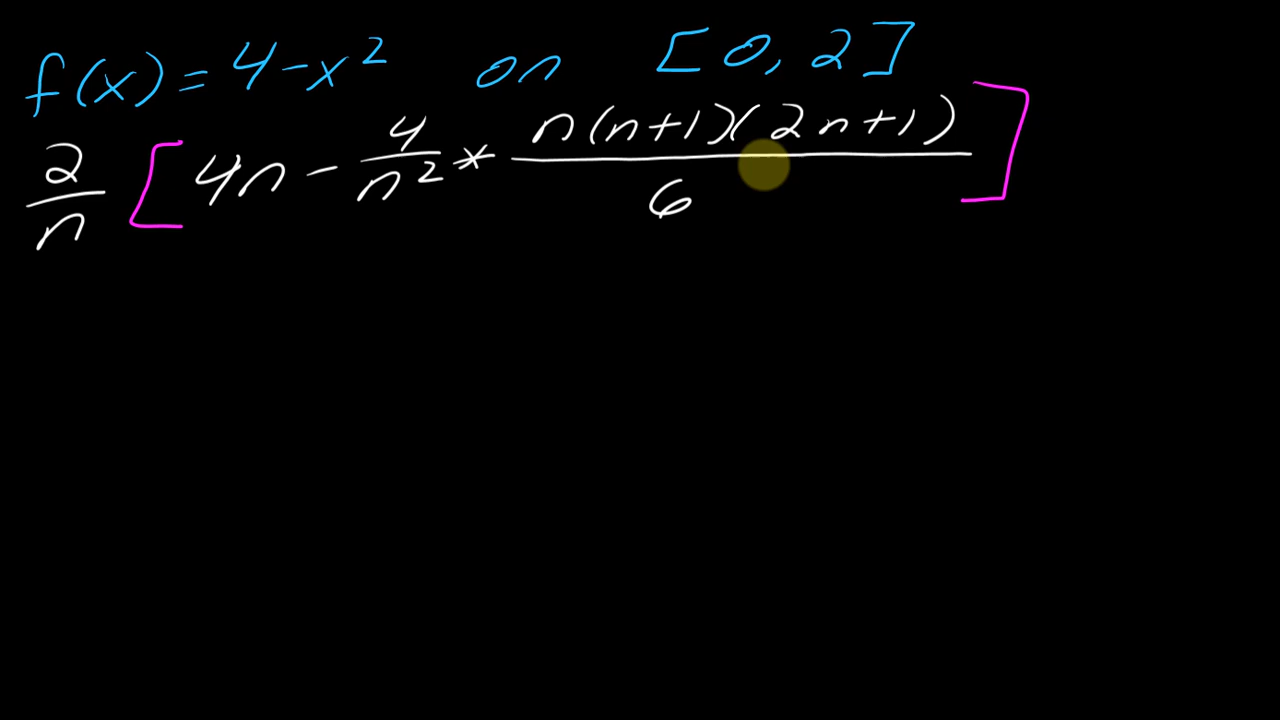 f(x) = 4 - x² on [0, 2]
2/n [4n - 4/n² * n(n+1)(2n+1)/6]